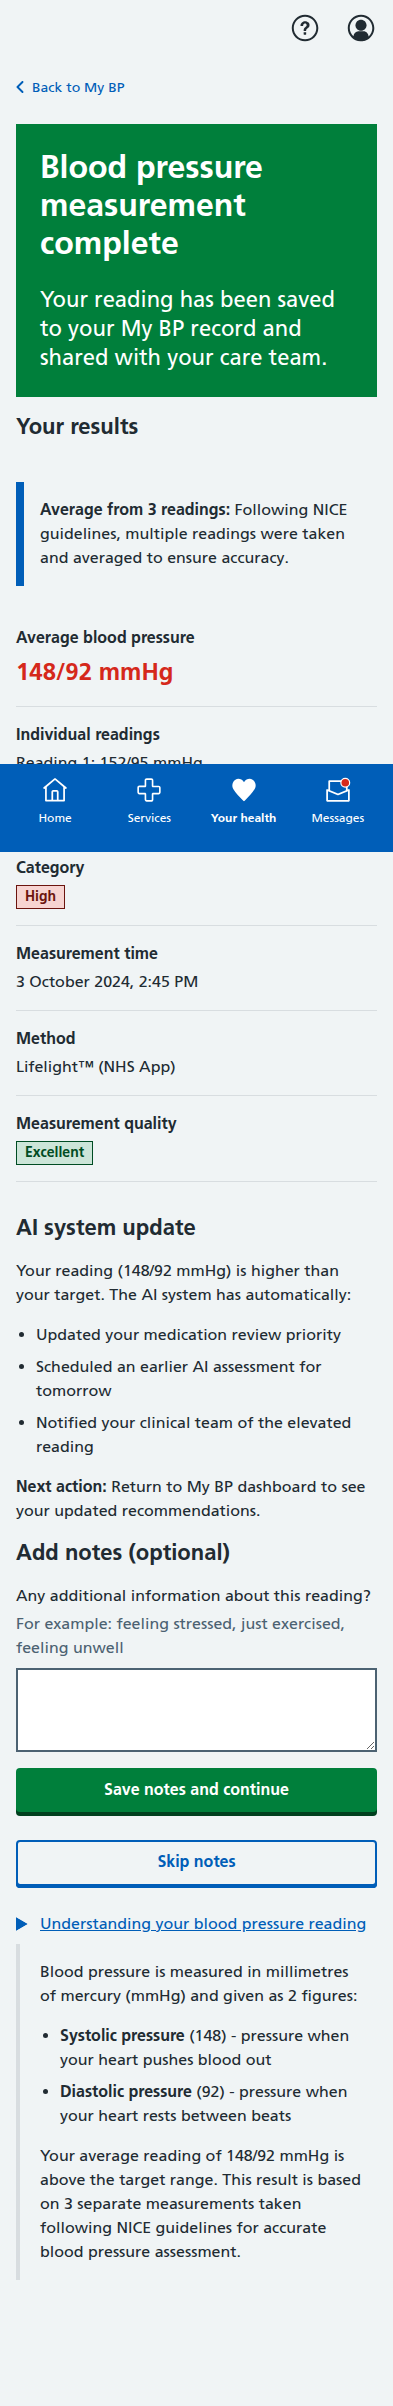 Back to My BP
Blood pressure
measurement
complete
Your reading has been saved
to your My BP record and
shared with your care team.
Your results
Average from 3 readings: Following NICE
guidelines, multiple readings were taken
and averaged to ensure accuracy.
Average blood pressure
148/92 mmHg
Individual readings
Reading 1: 152/95 mmHg
Home
Services
Your health
Messages
Category
High
Measurement time
3 October 2024, 2:45 PM
Method
Lifelight™ (NHS App)
Measurement quality
Excellent
AI system update
Your reading (148/92 mmHg) is higher than
your target. The AI system has automatically:
• Updated your medication review priority
• Scheduled an earlier AI assessment for
tomorrow
• Notified your clinical team of the elevated
reading
Next action: Return to My BP dashboard to see
your updated recommendations.
Add notes (optional)
Any additional information about this reading?
For example: feeling stressed, just exercised,
feeling unwell
Save notes and continue
Skip notes
Understanding your blood pressure reading
Blood pressure is measured in millimetres
of mercury (mmHg) and given as 2 figures:
• Systolic pressure (148) - pressure when
your heart pushes blood out
• Diastolic pressure (92) - pressure when
your heart rests between beats
Your average reading of 148/92 mmHg is
above the target range. This result is based
on 3 separate measurements taken
following NICE guidelines for accurate
blood pressure assessment.